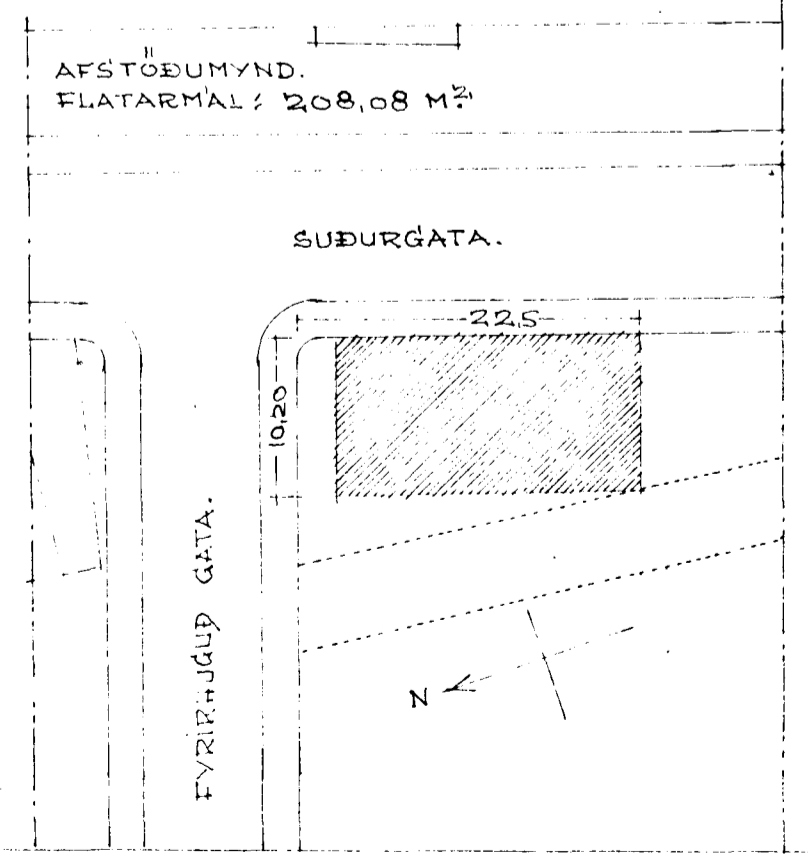 AFSTÖÐUMYND.
FLATARMÁL: 208,08 M².
SUÐURGATA.
22,5
10,20
FYRIRHUGUÐ GATA.
N